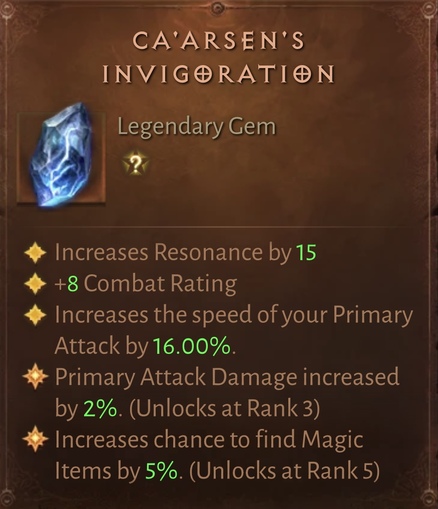 CA'ARSEN'S
INVIGORATION
Legendary Gem
?
Increases Resonance by 15
+8 Combat Rating
Increases the speed of your Primary
Attack by 16.00%.
Primary Attack Damage increased
by 2%. (Unlocks at Rank 3)
Increases chance to find Magic
Items by 5%. (Unlocks at Rank 5)